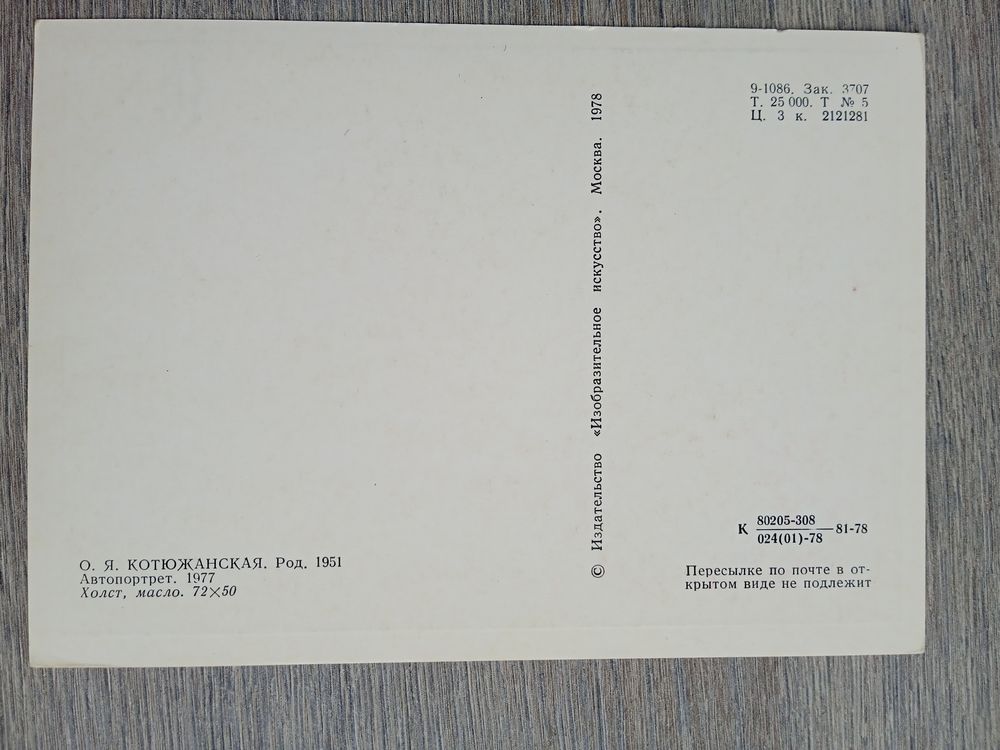 9-1086. Зак. 3707
Т. 25 000. Т № 5
Ц. 3 к. 2121281
© Издательство «Изобразительное искусство». Москва. 1978
К 80205-308
024(01)-78 —81-78
Пересылке по почте в от-
крытом виде не подлежит
О. Я. КОТЮЖАНСКАЯ. Род. 1951
Автопортрет. 1977
Холст, масло. 72×50